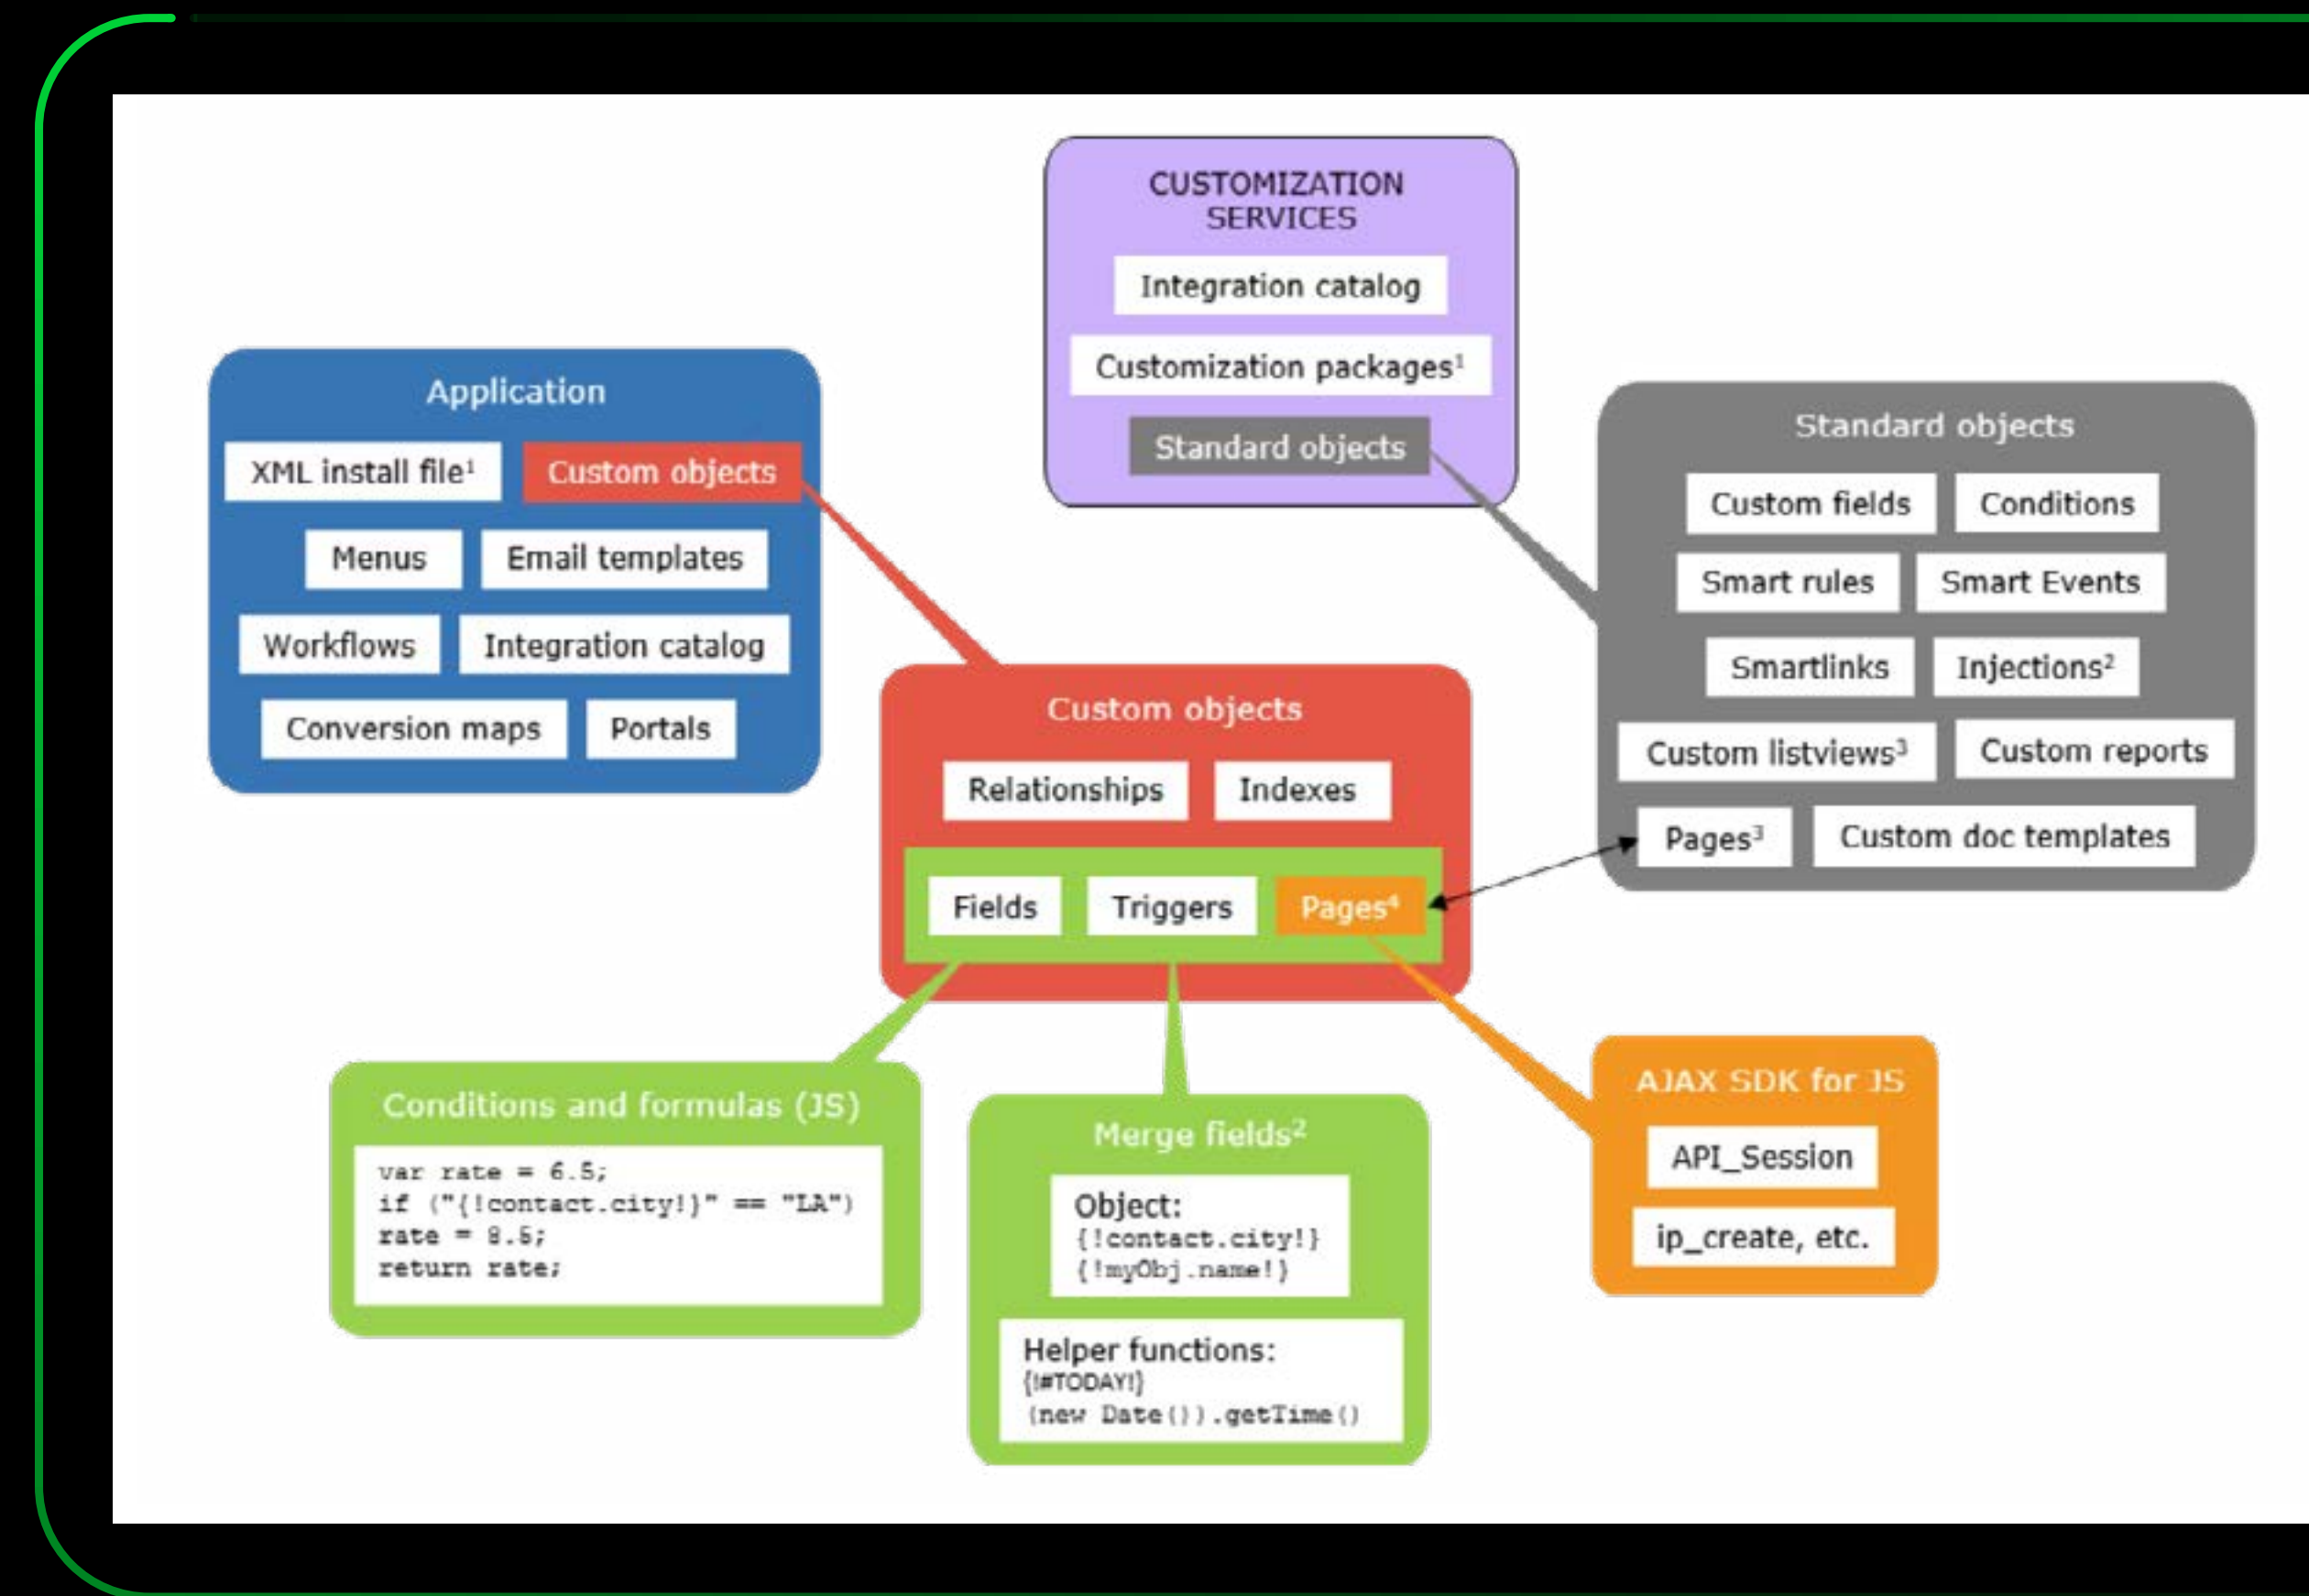 CUSTOMIZATION
SERVICES
Integration catalog
Customization packages¹
Standard objects
Application
XML install file¹ Custom objects
Menus Email templates
Workflows Integration catalog
Conversion maps Portals
Standard objects
Custom fields Conditions
Smart rules Smart Events
Smartlinks Injections²
Custom listviews³ Custom reports
Pages³ Custom doc templates
Custom objects
Relationships Indexes
Fields Triggers Pages⁴
Conditions and formulas (JS)
var rate = 6.5;
if ("{!contact.city!}" == "LA")
rate = 8.5;
return rate;
Merge fields²
Object:
{!contact.city!}
{!myObj.name!}
Helper functions:
{!#TODAY!}
(new Date()).getTime()
AJAX SDK for JS
API_Session
ip_create, etc.